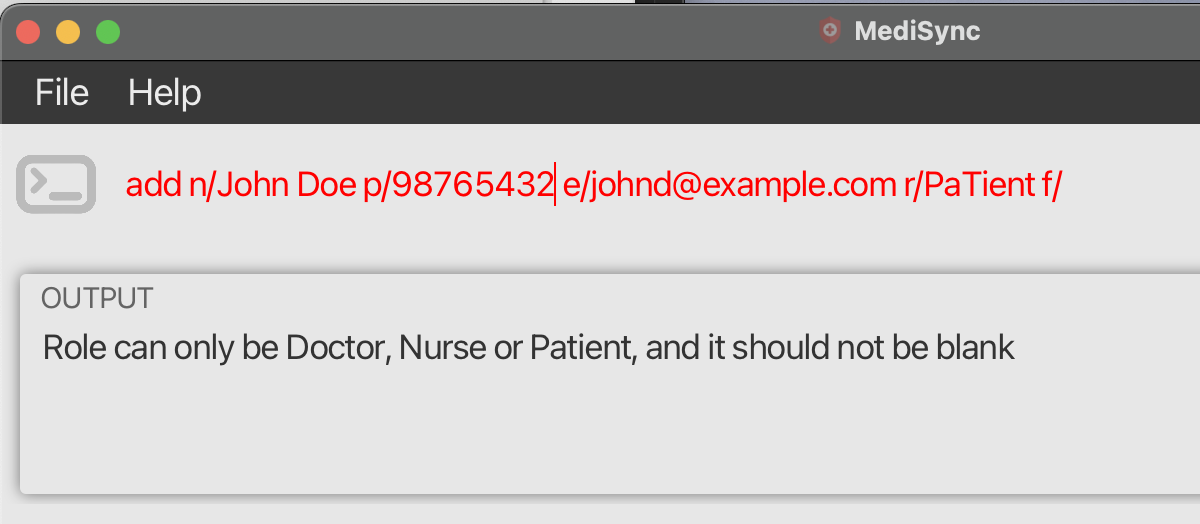 MediSync
File Help
add n/John Doe p/98765432 e/johnd@example.com r/PaTient f/
OUTPUT
Role can only be Doctor, Nurse or Patient, and it should not be blank